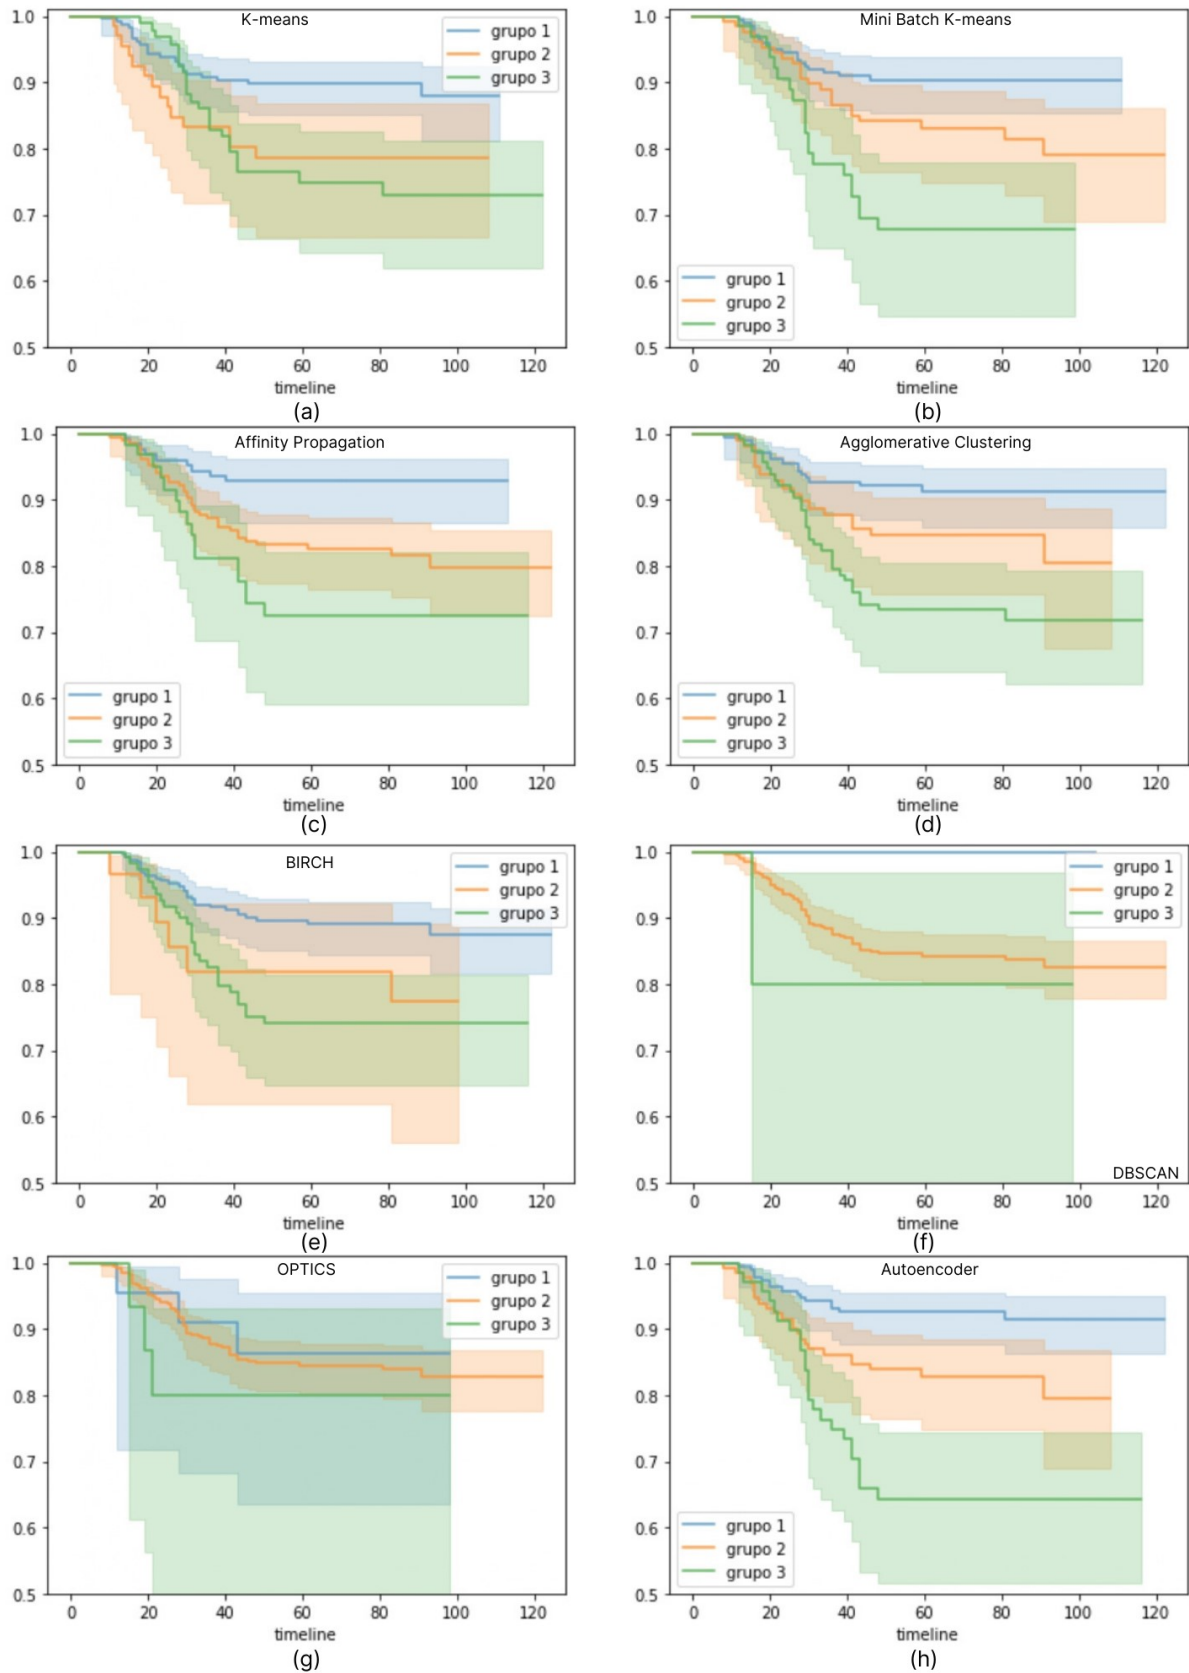 K-means
1.0
0.9
0.8
0.7
0.6
0.5
grupo 1
grupo 2
grupo 3
0 20 40 60 80 100 120
timeline
(a)
Mini Batch K-means
1.0
0.9
0.8
0.7
0.6
0.5
grupo 1
grupo 2
grupo 3
0 20 40 60 80 100 120
timeline
(b)
Affinity Propagation
1.0
0.9
0.8
0.7
0.6
0.5
grupo 1
grupo 2
grupo 3
0 20 40 60 80 100 120
timeline
(c)
Agglomerative Clustering
1.0
0.9
0.8
0.7
0.6
0.5
grupo 1
grupo 2
grupo 3
0 20 40 60 80 100 120
timeline
(d)
BIRCH
1.0
0.9
0.8
0.7
0.6
0.5
grupo 1
grupo 2
grupo 3
0 20 40 60 80 100 120
timeline
(e)
1.0
0.9
0.8
0.7
0.6
0.5
grupo 1
grupo 2
grupo 3
DBSCAN
0 20 40 60 80 100 120
timeline
(f)
OPTICS
1.0
0.9
0.8
0.7
0.6
0.5
grupo 1
grupo 2
grupo 3
0 20 40 60 80 100 120
timeline
(g)
Autoencoder
1.0
0.9
0.8
0.7
0.6
0.5
grupo 1
grupo 2
grupo 3
0 20 40 60 80 100 120
timeline
(h)